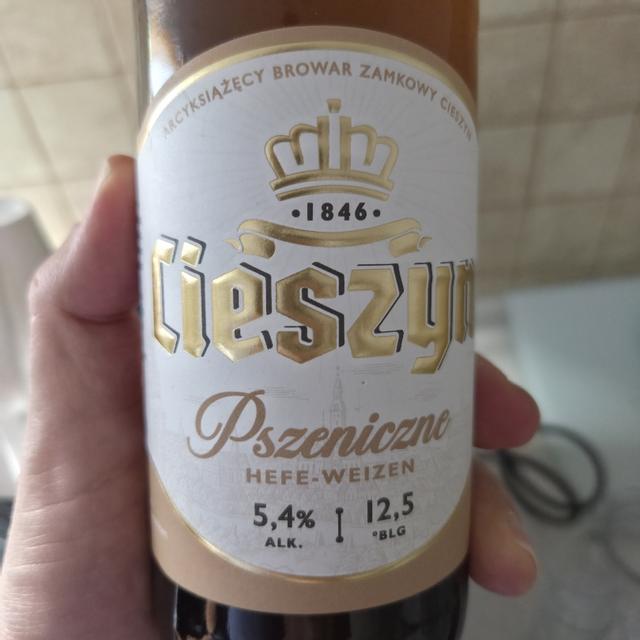 ARCYKSIĄŻĘCY BROWAR ZAMKOWY CIESZYN
•1846•
Cieszyn
Pszeniczne
HEFE-WEIZEN
5,4% 12,5
ALK. °BLG